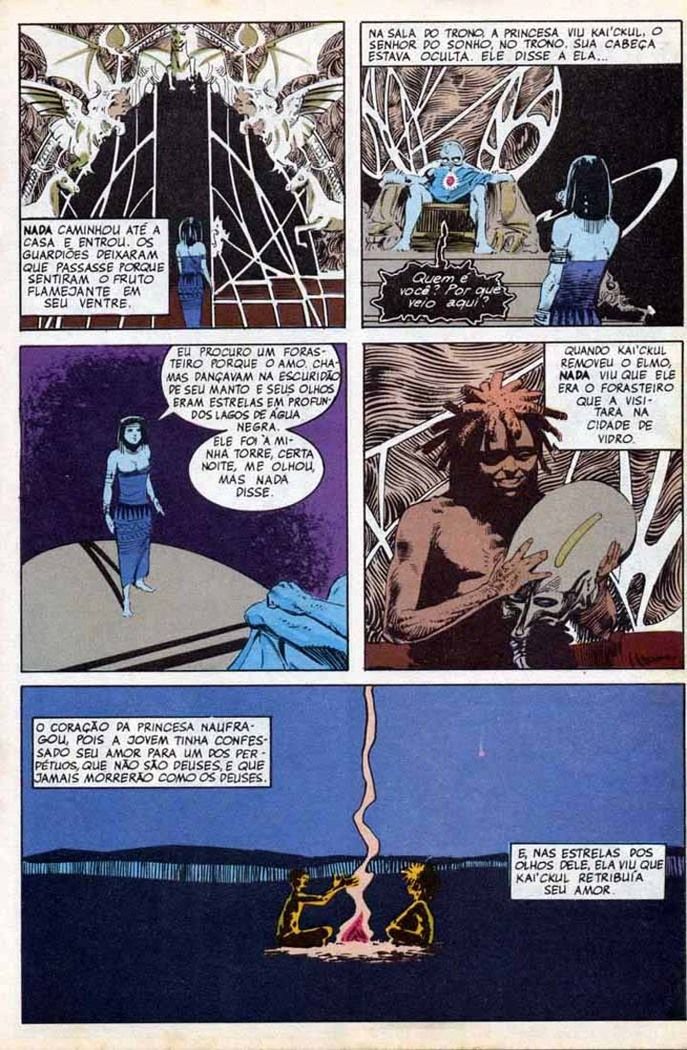 NADA CAMINHOU ATÉ A
CASA E ENTROU. OS
GUARDIÕES DEIXARAM
QUE PASSASSE PORQUE
SENTIRAM O FRUTO
FLAMEJANTE EM
SEU VENTRE.
NA SALA DO TRONO, A PRINCESA VIU KAI'CKUL, O
SENHOR DO SONHO, NO TRONO. SUA CABEÇA
ESTAVA OCULTA. ELE DISSE A ELA...
Quem é
você? Por que
veio aqui?
EU PROCURO UM FORAS-
TEIRO PORQUE O AMO. CHA-
MAS DANÇAVAM NA ESCURIDÃO
DE SEU MANTO E SEUS OLHOS
ERAM ESTRELAS EM PROFUN-
DOS LAGOS DE ÁGUA
NEGRA.
ELE FOI À MI-
NHA TORRE, CERTA
NOITE, ME OLHOU,
MAS NADA
DISSE.
QUANDO KAI'CKUL
REMOVEU O ELMO,
NADA VIU QUE ELE
ERA O FORASTEIRO
QUE A VISI-
TARA NA
CIDADE DE
VIDRO.
O CORAÇÃO DA PRINCESA NAUFRA-
GOU, POIS A JOVEM TINHA CONFES-
SADO SEU AMOR PARA UM DOS PER-
PÉTUOS, QUE NÃO SÃO DEUSES, E QUE
JAMAIS MORRERÃO COMO OS DEUSES.
E, NAS ESTRELAS DOS
OLHOS DELE, ELA VIU QUE
KAI'CKUL RETRIBUÍA
SEU AMOR.